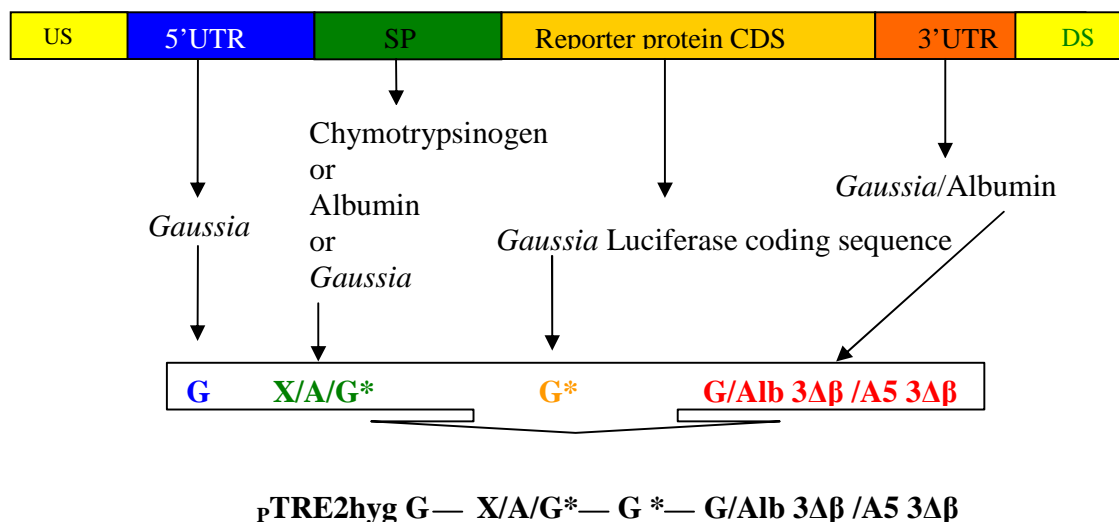 US 5’UTR SP Reporter protein CDS 3’UTR DS
Chymotrypsinogen
or
Albumin
or
Gaussia
Gaussia
Gaussia/Albumin
Gaussia Luciferase coding sequence
G X/A/G* G* G/Alb 3Δβ /A5 3Δβ
pTRE2hyg G— X/A/G*— G *— G/Alb 3Δβ /A5 3Δβ